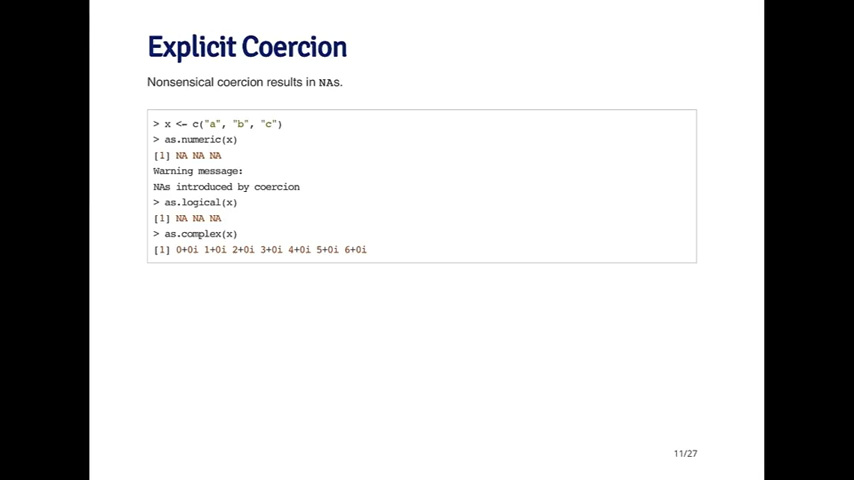 Explicit Coercion
Nonsensical coercion results in NAs.
> x <- c("a", "b", "c")
> as.numeric(x)
[1] NA NA NA
Warning message:
NAs introduced by coercion
> as.logical(x)
[1] NA NA NA
> as.complex(x)
[1] 0+0i 1+0i 2+0i 3+0i 4+0i 5+0i 6+0i
11/27